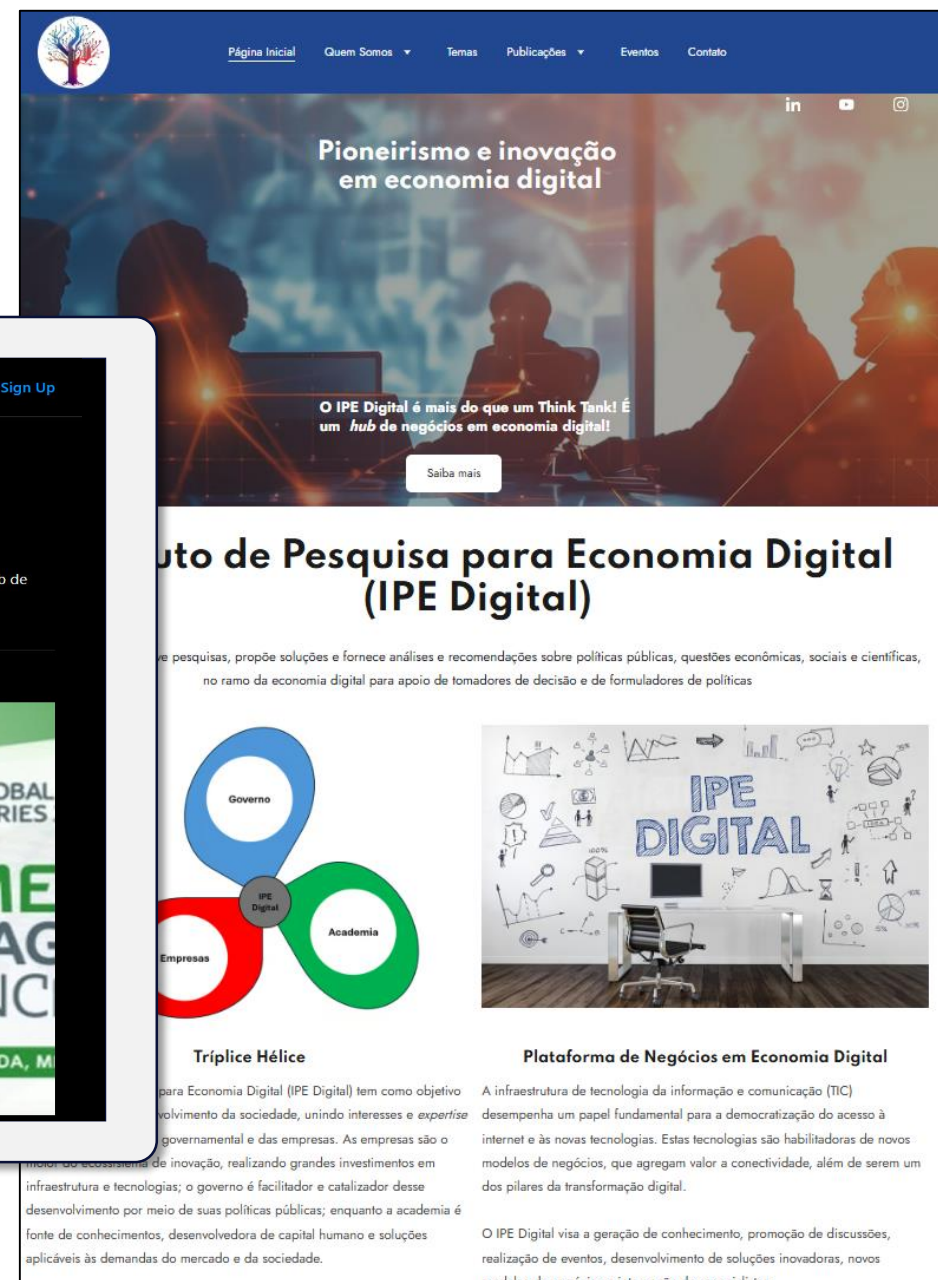 Página Inicial Quem Somos Temas Publicações Eventos Contato
Pioneirismo e inovação
em economia digital
O IPE Digital é mais do que um Think Tank! É
um hub de negócios em economia digital!
Saiba mais
Sign Up
de
de Pesquisa para Economia Digital
(IPE Digital)
pesquisas, propõe soluções e fornece análises e recomendações sobre políticas públicas, questões econômicas, sociais e científicas,
no ramo da economia digital para apoio de tomadores de decisão e de formuladores de políticas
Governo
IPE
Digital
Academia
Empresas
IPE
DIGITAL
100%
DA,
Tríplice Hélice
para Economia Digital (IPE Digital) tem como objetivo
da sociedade, unindo interesses e expertise
governamental e das empresas. As empresas são o
motor do ecossistema de inovação, realizando grandes investimentos em
infraestrutura e tecnologias; o governo é facilitador e catalizador desse
desenvolvimento por meio de suas políticas públicas; enquanto a academia é
fonte de conhecimentos, desenvolvedora de capital humano e soluções
aplicáveis às demandas do mercado e da sociedade.
Plataforma de Negócios em Economia Digital
A infraestrutura de tecnologia da informação e comunicação (TIC)
desempenha um papel fundamental para a democratização do acesso à
internet e às novas tecnologias. Estas tecnologias são habilitadoras de novos
modelos de negócios, que agregam valor a conectividade, além de serem um
dos pilares da transformação digital.
O IPE Digital visa a geração de conhecimento, promoção de discussões,
realização de eventos, desenvolvimento de soluções inovadoras, novos